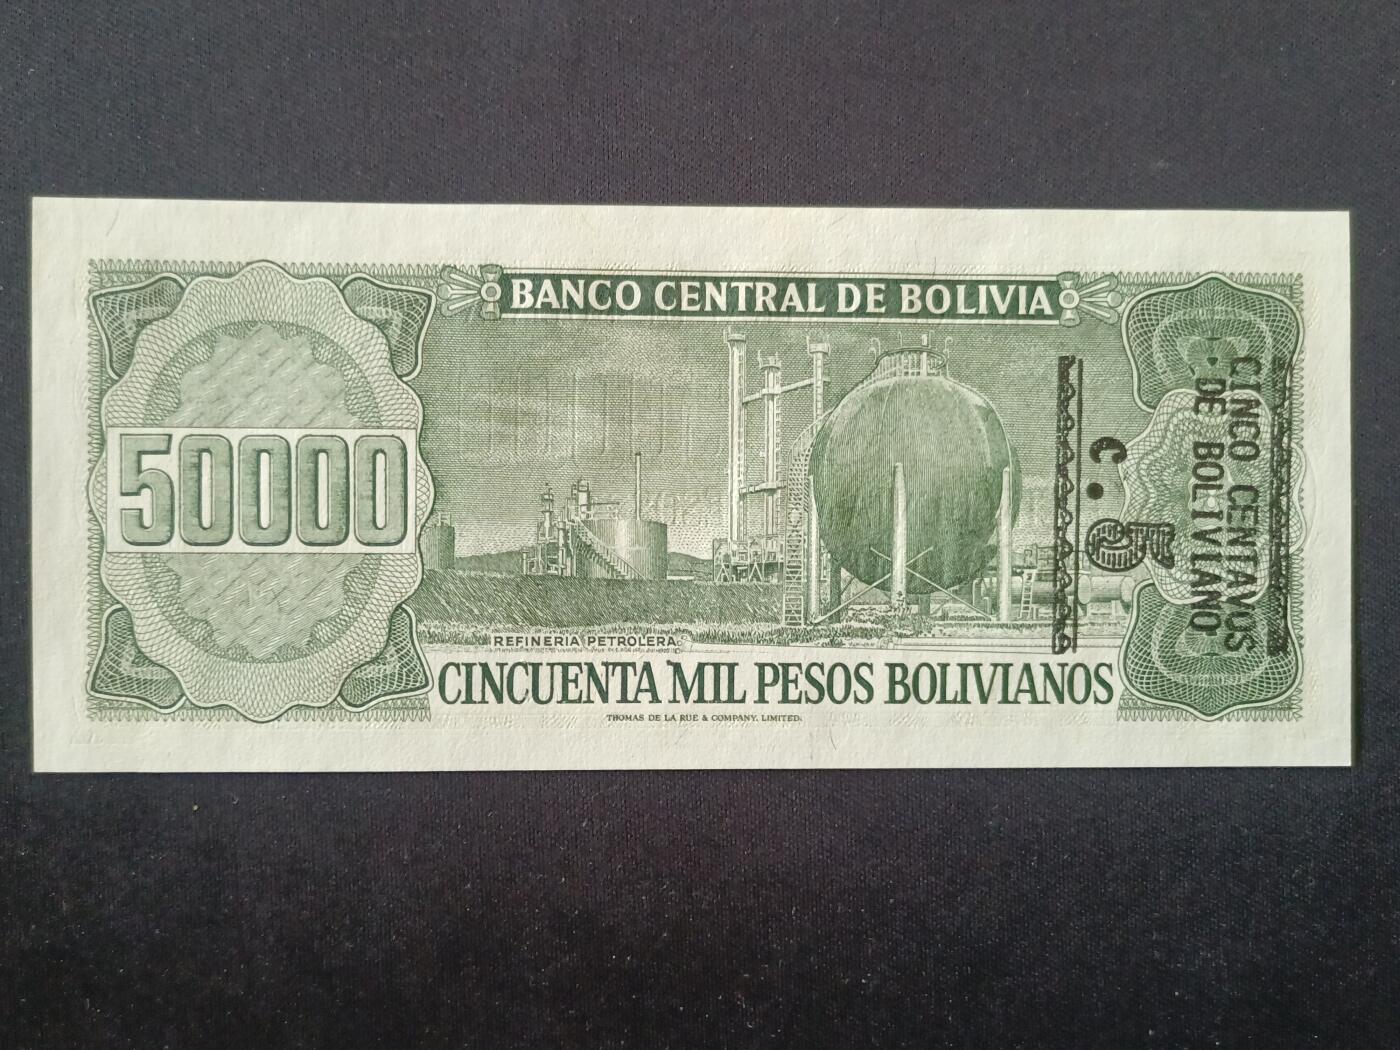 BANCO CENTRAL DE BOLIVIA
50000
REFINERIA PETROLERA
CINCUENTA MIL PESOS BOLIVIANOS
THOMAS DE LA RUE & COMPANY, LIMITED.
CINCO CENTAVOS
DE BOLIVIANO
5 c.